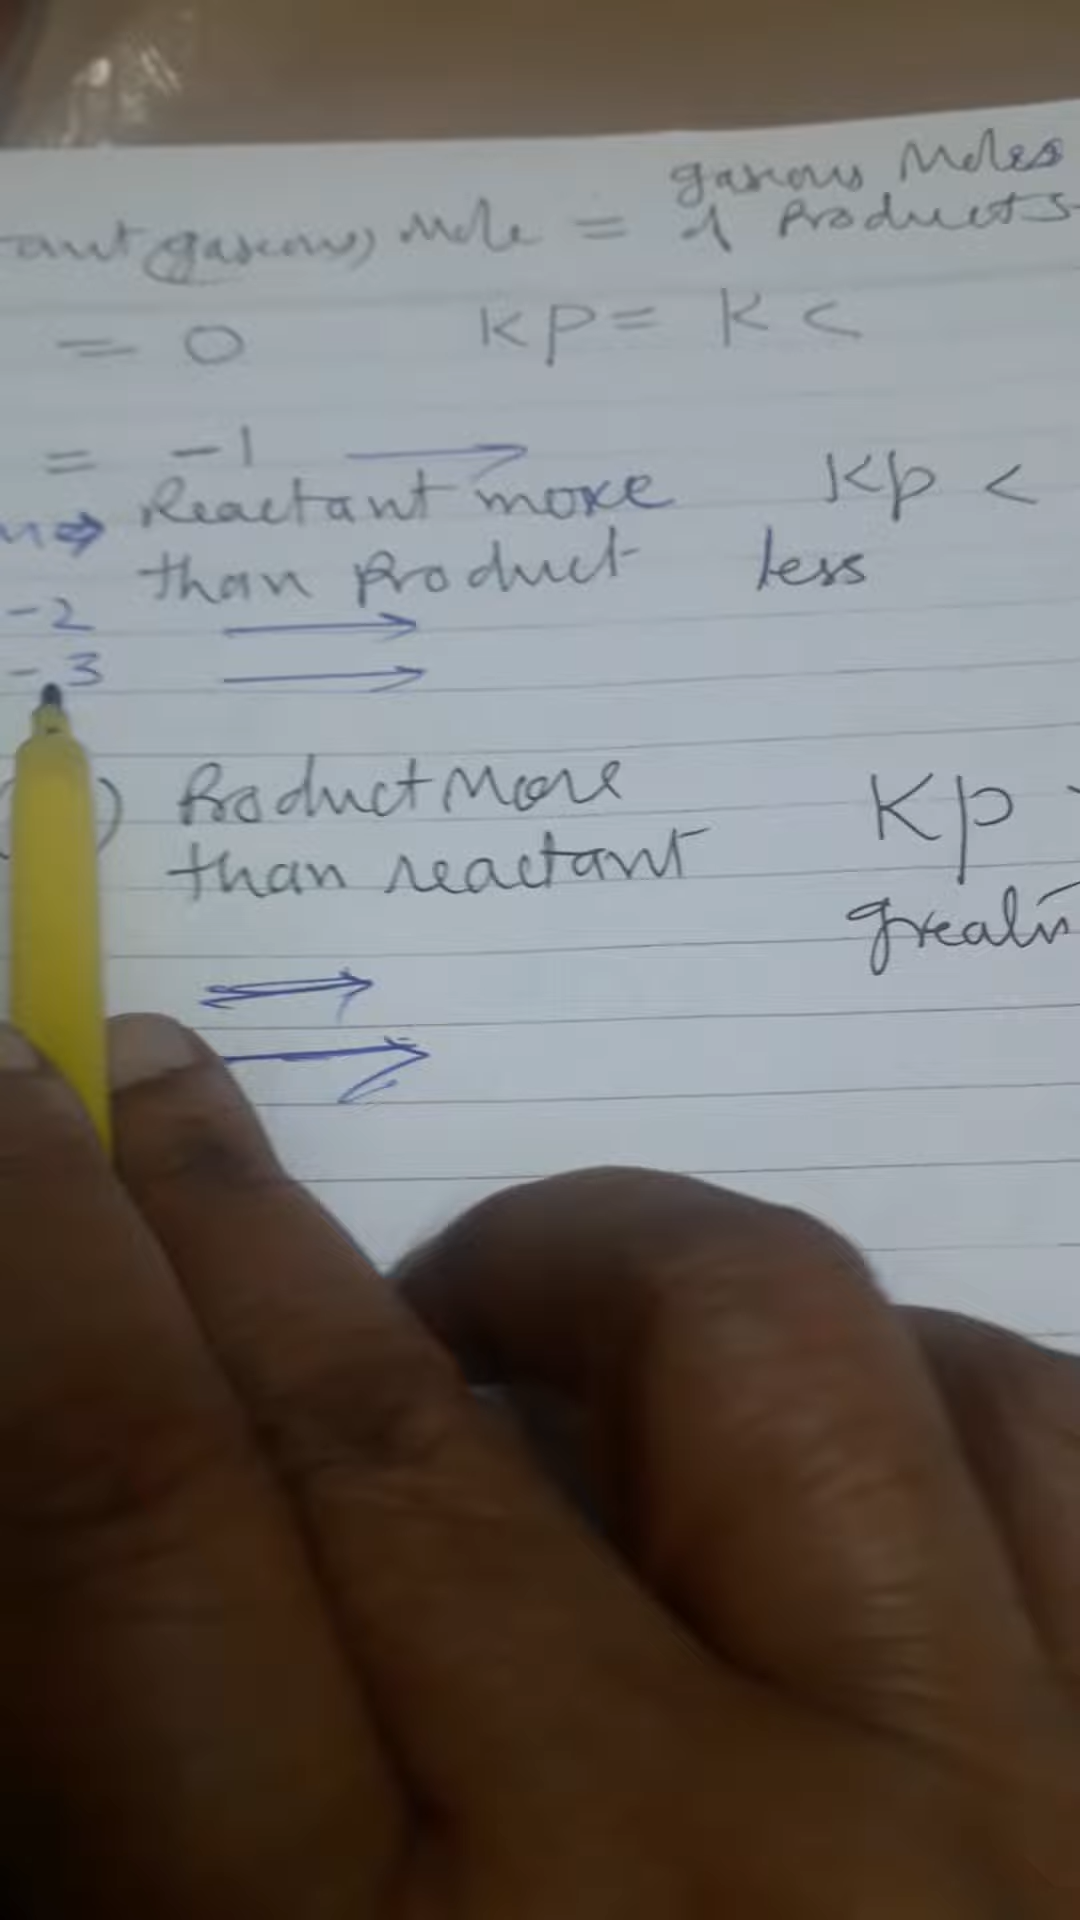 gaseous Moles
ant gaseous, mole = of Products
= 0 Kp = Kc
= -1
Reactant more Kp <
than product less
-2
-3
) Product More Kp
than reactant